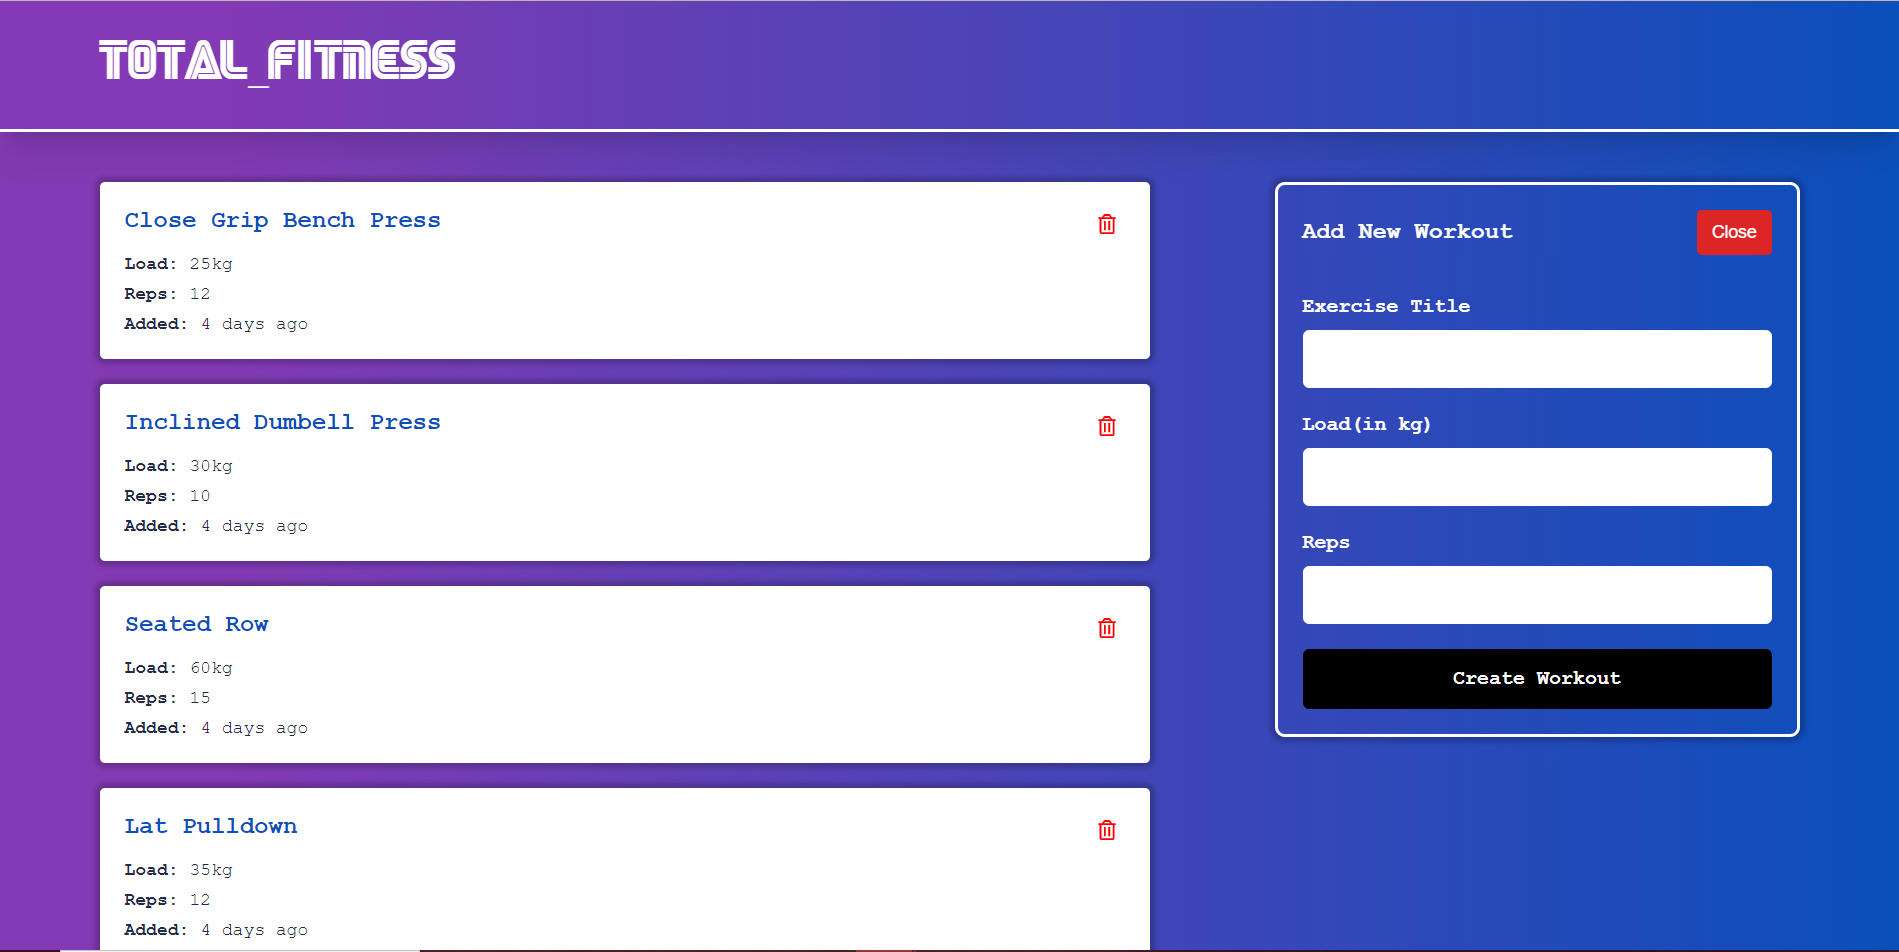 TOTAL_FITNESS
Close Grip Bench Press
Load: 25kg
Reps: 12
Added: 4 days ago
Inclined Dumbell Press
Load: 30kg
Reps: 10
Added: 4 days ago
Seated Row
Load: 60kg
Reps: 15
Added: 4 days ago
Lat Pulldown
Load: 35kg
Reps: 12
Added: 4 days ago
Add New Workout
Close
Exercise Title
Load(in kg)
Reps
Create Workout